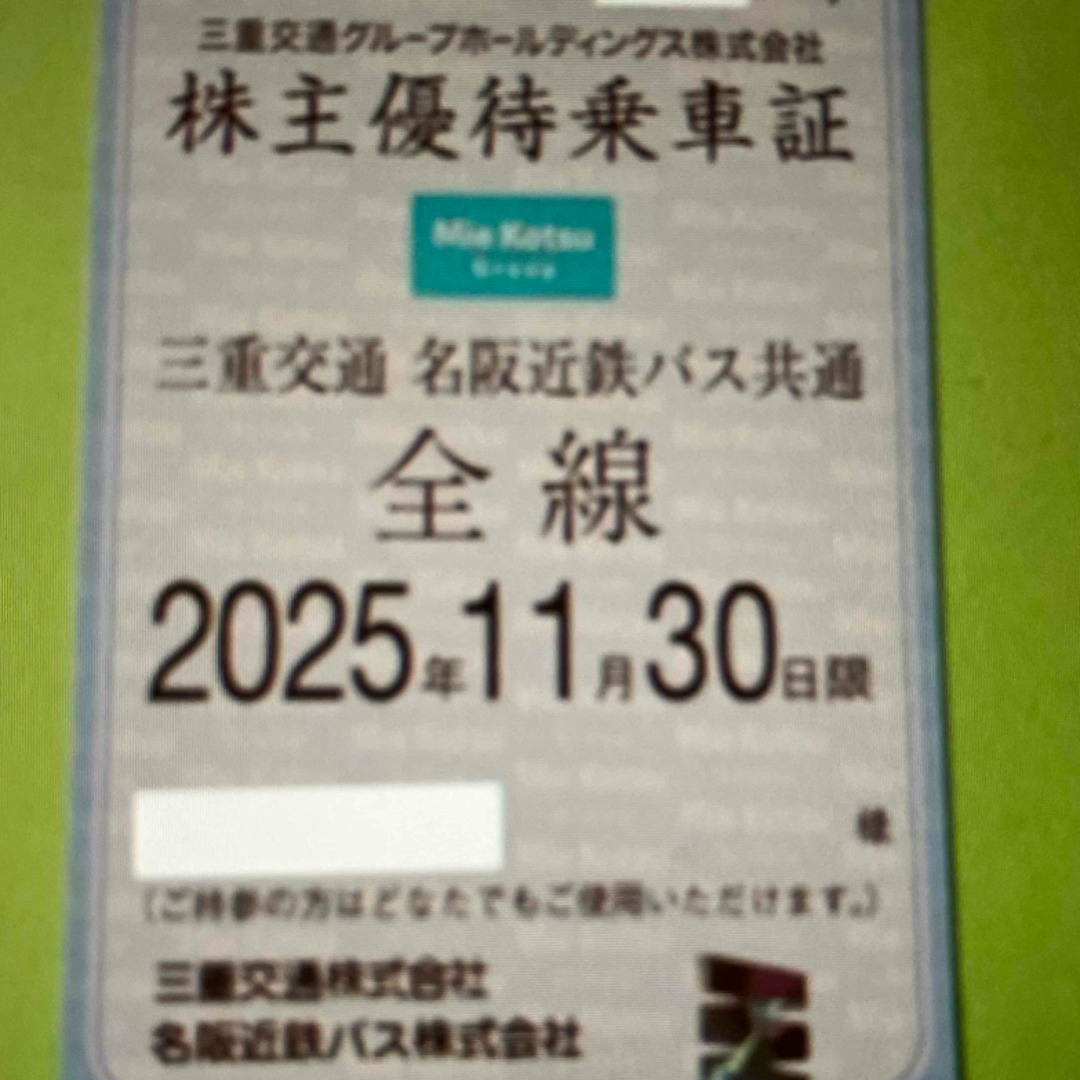 三重交通グループホールディングス株式会社
株主優待乗車証
Mie Kotsu
三重交通 名阪近鉄バス共通
全線
2025年11月30日限
様
(ご持参の方はどなたでもご使用いただけます。)
三重交通株式会社
名阪近鉄バス株式会社